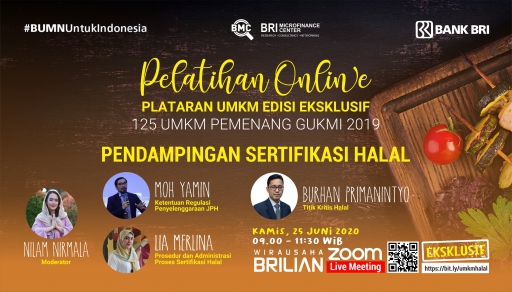 #BUMNUntukIndonesia
BMC
BRI MICROFINANCE CENTER
RESEARCH • CONSULTANCY • NETWORKING
BANK BRI
Pelatihan Online
PLATARAN UMKM EDISI EKSKLUSIF
125 UMKM PEMENANG GUKMI 2019
PENDAMPINGAN SERTIFIKASI HALAL
MOH YAMIN
Ketentuan Regulasi
Penyelenggaraan JPH
BURHAN PRIMANINTYO
Titik Kritis Halal
NILAM NIRMALA
Moderator
LIA MERLINA
Prosedur dan Administrasi
Proses Sertifikasi Halal
KAMIS, 25 JUNI 2020
09.00 - 11:30 WIB
WIRAUSAHA
BRILIAN
zoom
Live Meeting
EKSKLUSIF
https://bit.ly/umkmhalal